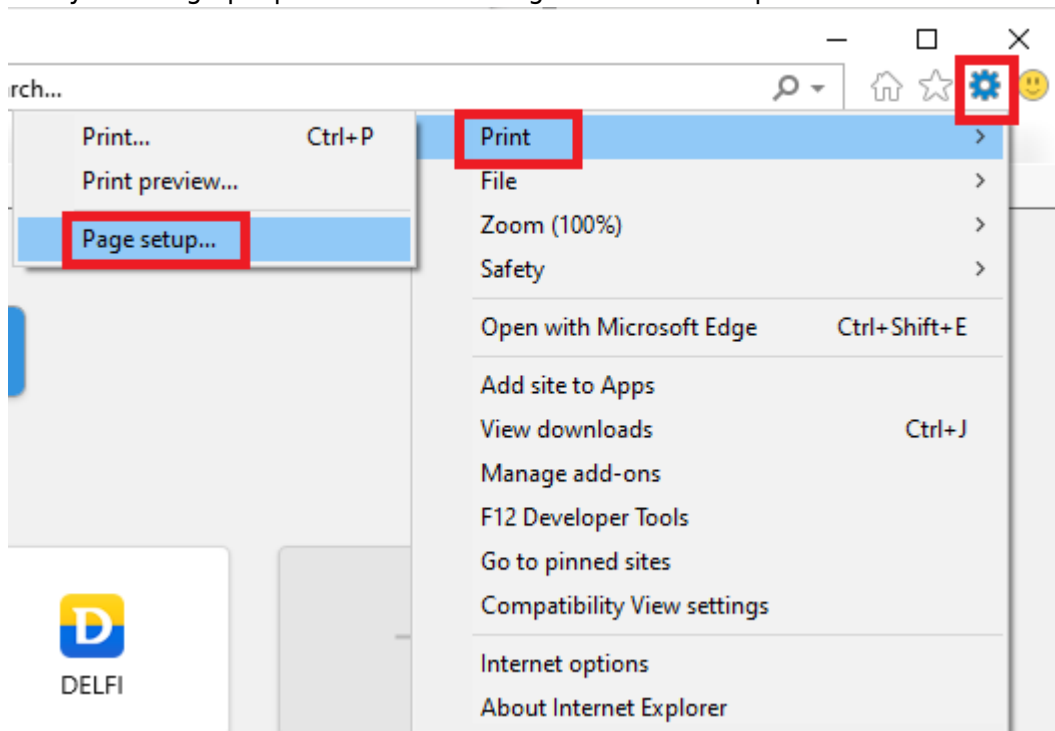 rch...
Print... Ctrl+P
Print preview...
Page setup...
Print
File
Zoom (100%)
Safety
Open with Microsoft Edge Ctrl+Shift+E
Add site to Apps
View downloads Ctrl+J
Manage add-ons
F12 Developer Tools
Go to pinned sites
Compatibility View settings
Internet options
About Internet Explorer
D
DELFI